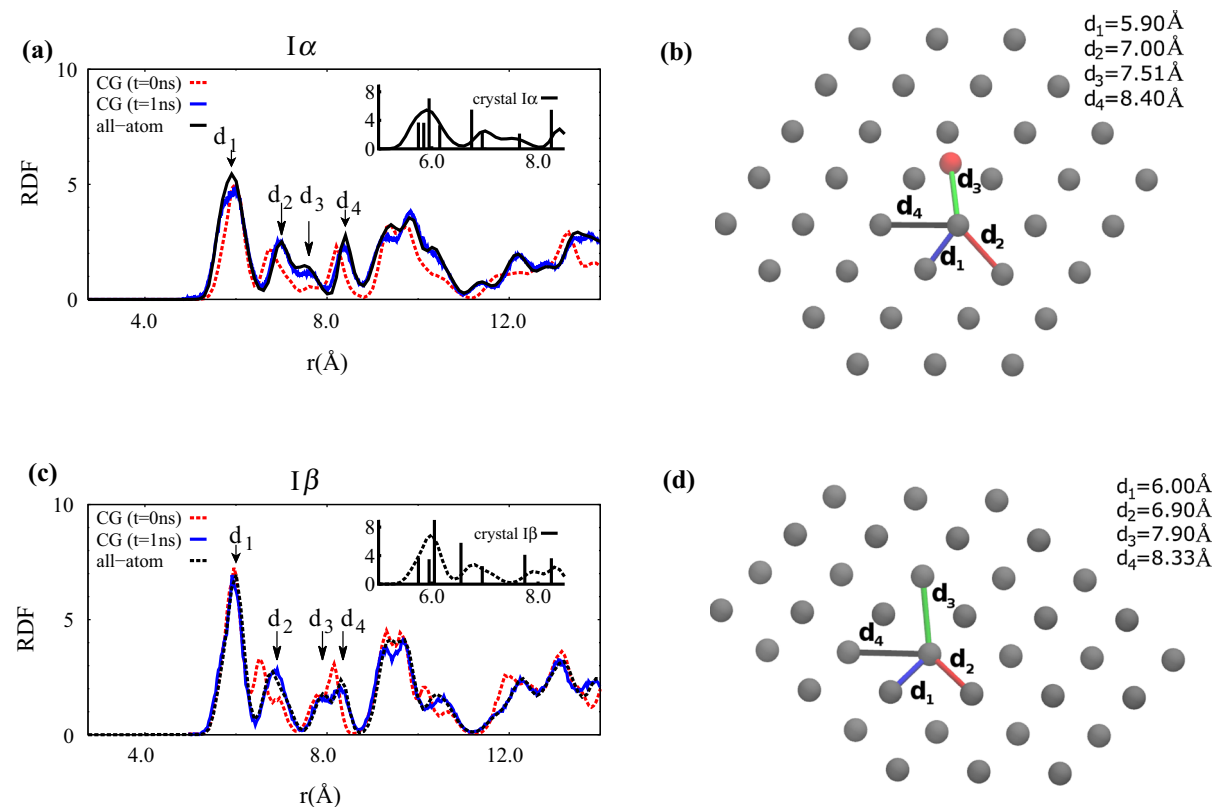 (a)
Iα
CG (t=0ns)
CG (t=1ns)
all−atom
d1
d2
d3
d4
crystal Iα
8
4
0
6.0
8.0
10
5
0
RDF
4.0
8.0
12.0
r(Å)
(b)
d1=5.90Å
d2=7.00Å
d3=7.51Å
d4=8.40Å
d3
d4
d2
d1
(c)
Iβ
CG (t=0ns)
CG (t=1ns)
all−atom
d1
d2
d3
d4
crystal Iβ
8
4
0
6.0
8.0
10
5
0
RDF
4.0
8.0
12.0
r(Å)
(d)
d1=6.00Å
d2=6.90Å
d3=7.90Å
d4=8.33Å
d3
d4
d2
d1